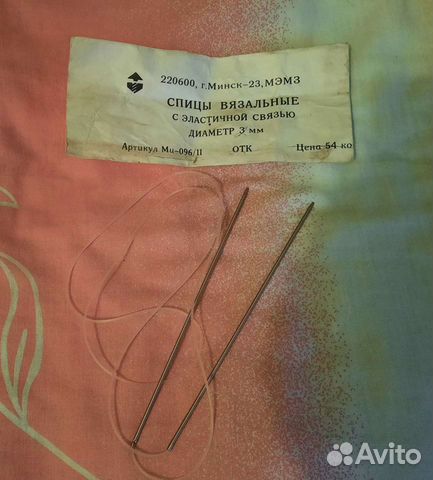 220600, г.Минск-23, МЭМЗ
СПИЦЫ ВЯЗАЛЬНЫЕ
С ЭЛАСТИЧНОЙ СВЯЗЬЮ
ДИАМЕТР 3 мм
Артикул Ми-096/11 ОТК Цена 54 ко
Avito